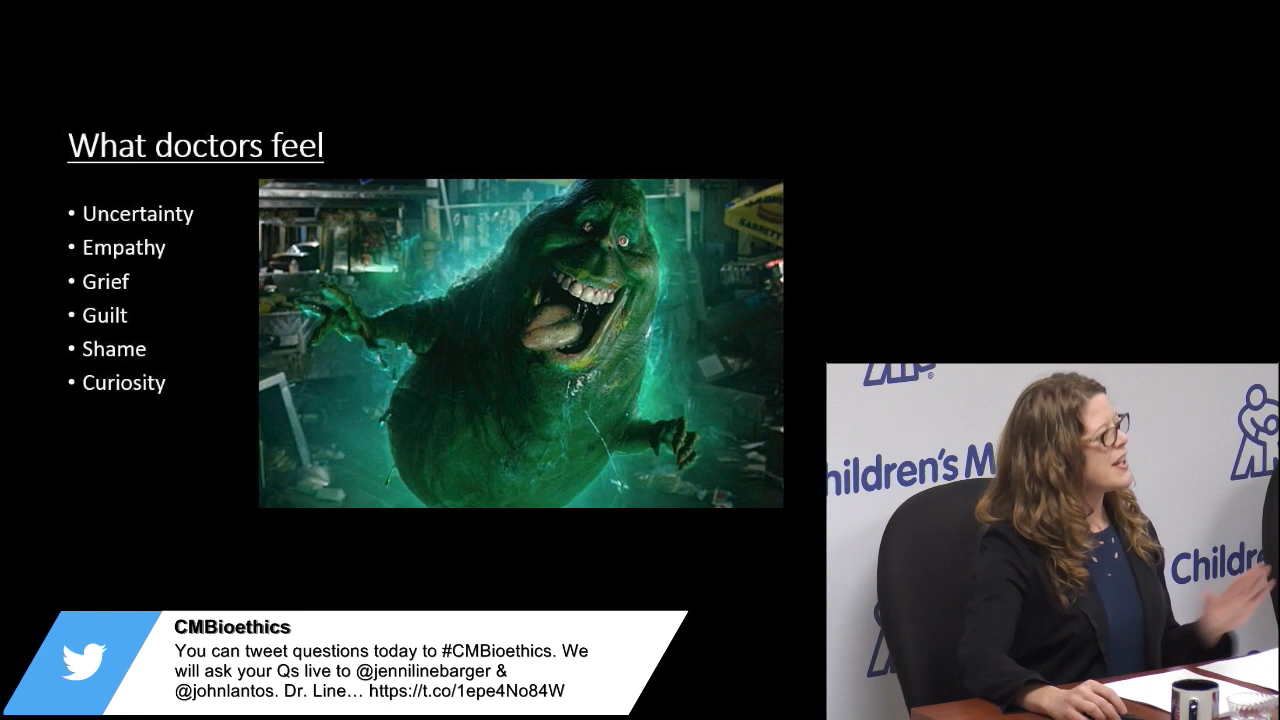 What doctors feel
• Uncertainty
• Empathy
• Grief
• Guilt
• Shame
• Curiosity
®
hildren's M
Childre
CMBioethics
You can tweet questions today to #CMBioethics. We
will ask your Qs live to @jennilinebarger &
@johnlantos. Dr. Line... https://t.co/1epe4No84W